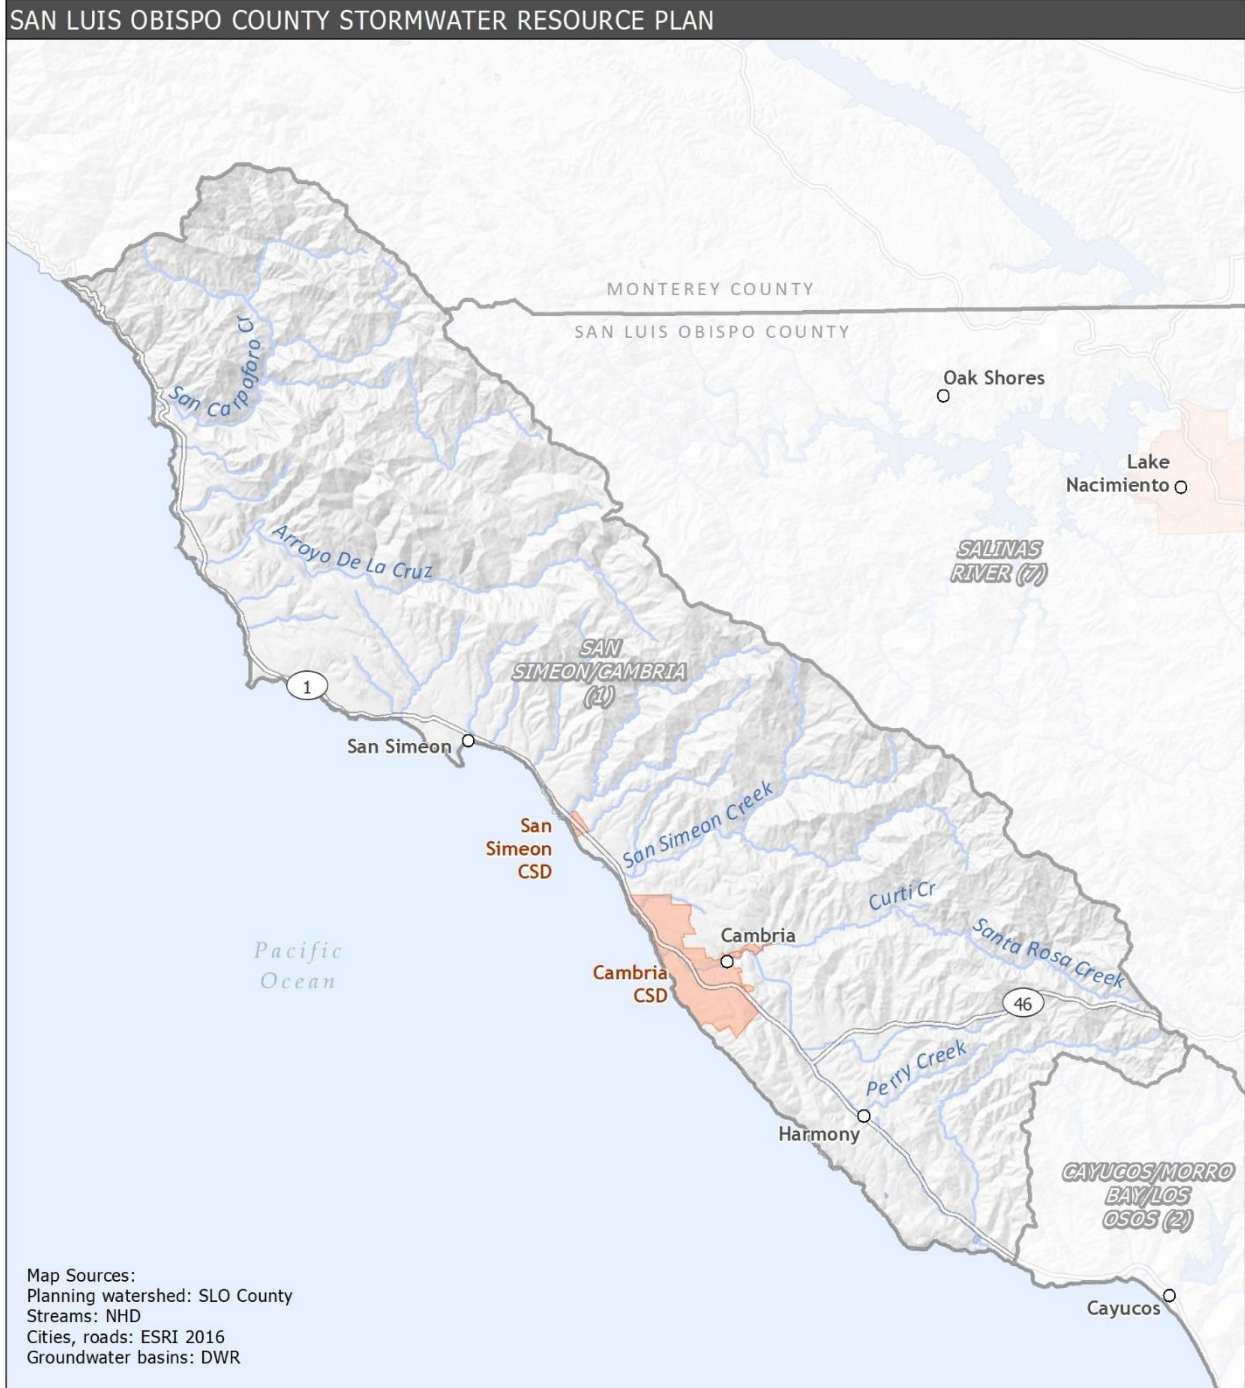 SAN LUIS OBISPO COUNTY STORMWATER RESOURCE PLAN
MONTEREY COUNTY
SAN LUIS OBISPO COUNTY
San Carpoforo Cr
Oak Shores
Lake
Nacimiento
SALINAS
RIVER (7)
Arroyo De La Cruz
SAN
SIMEON/CAMBRIA
(1)
1
San Simeon
San Simeon Creek
San
Simeon
CSD
Curti Cr
Santa Rosa Creek
Cambria
Cambria
CSD
Pacific
Ocean
46
Perry Creek
Harmony
CAYUCOS/MORRO
BAY/LOS
OSOS (2)
Cayucos
Map Sources:
Planning watershed: SLO County
Streams: NHD
Cities, roads: ESRI 2016
Groundwater basins: DWR